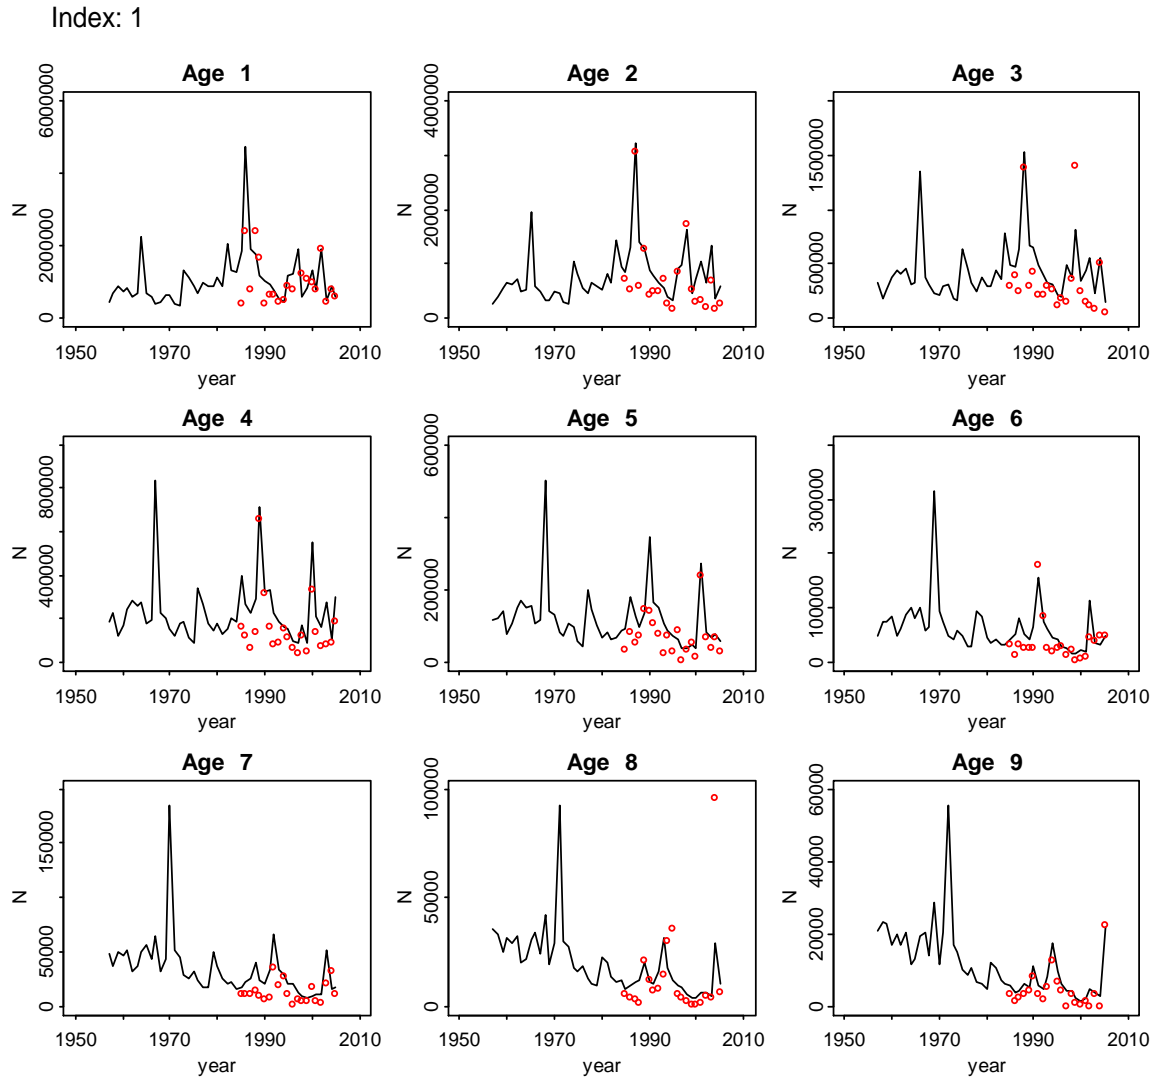 Index: 1
Age 1
Age 2
Age 3
N
0
2000000
6000000
1950
1970
1990
2010
year
N
0
2000000
4000000
1950
1970
1990
2010
year
N
0
500000
1500000
1950
1970
1990
2010
year
Age 4
Age 5
Age 6
N
0
400000
800000
1950
1970
1990
2010
year
N
0
200000
600000
1950
1970
1990
2010
year
N
0
100000
300000
1950
1970
1990
2010
year
Age 7
Age 8
Age 9
N
0
50000
150000
1950
1970
1990
2010
year
N
0
50000
100000
1950
1970
1990
2010
year
N
0
20000
40000
60000
1950
1970
1990
2010
year